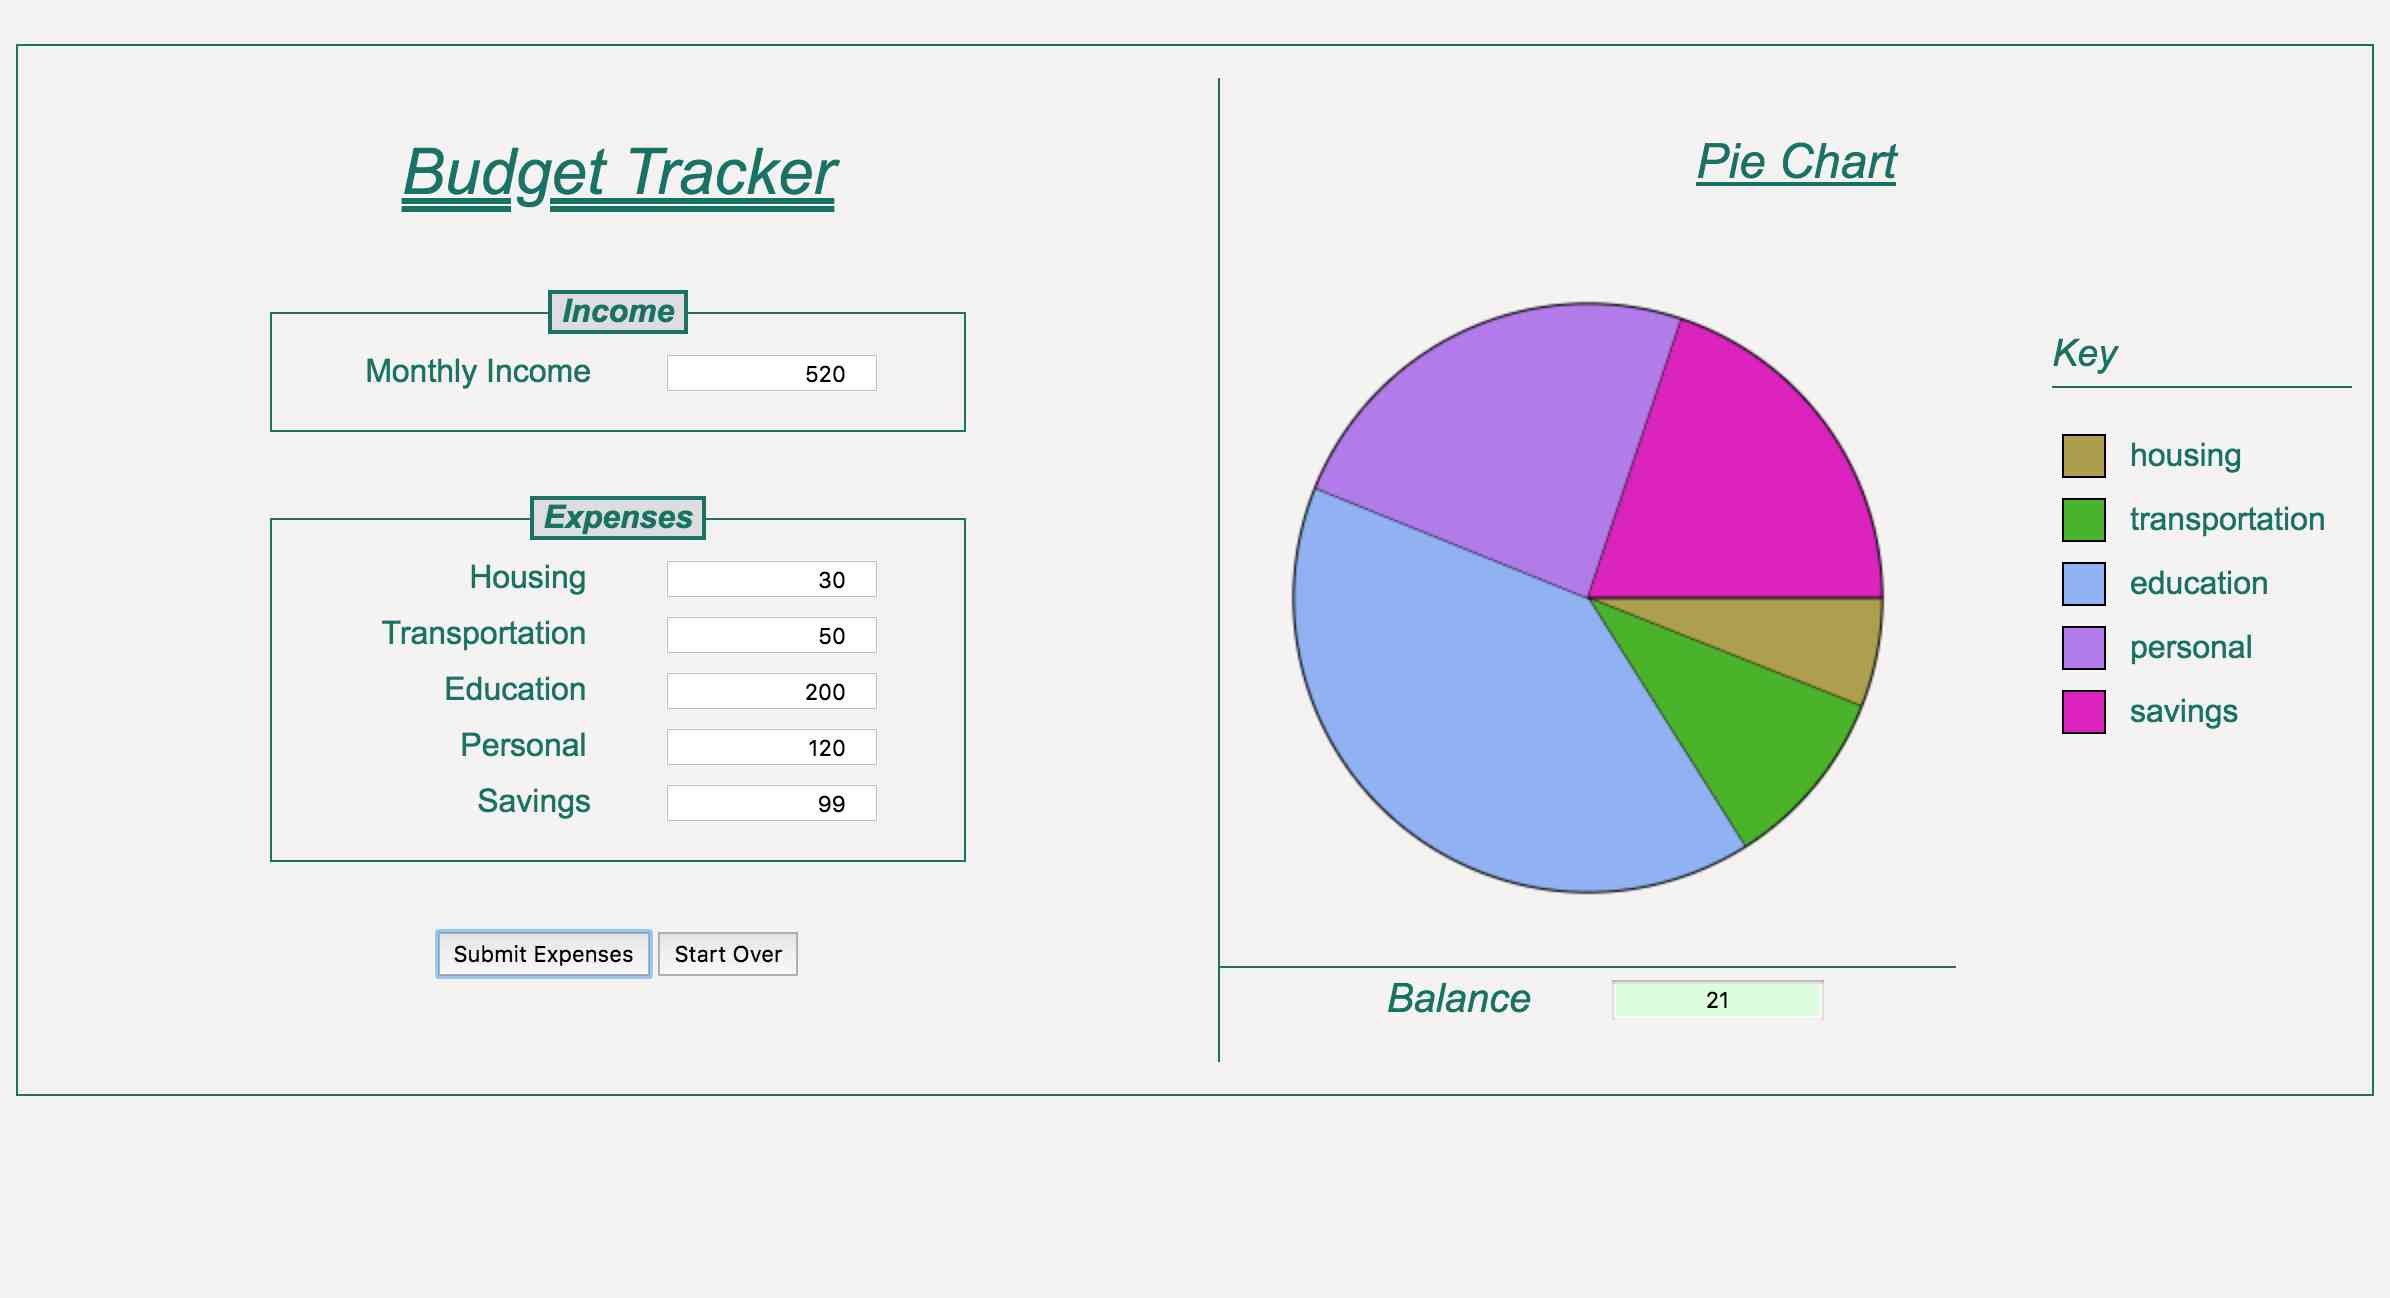 Budget Tracker
Income
Monthly Income 520
Expenses
Housing 30
Transportation 50
Education 200
Personal 120
Savings 99
Submit Expenses Start Over
Pie Chart
Key
housing
transportation
education
personal
savings
Balance 21